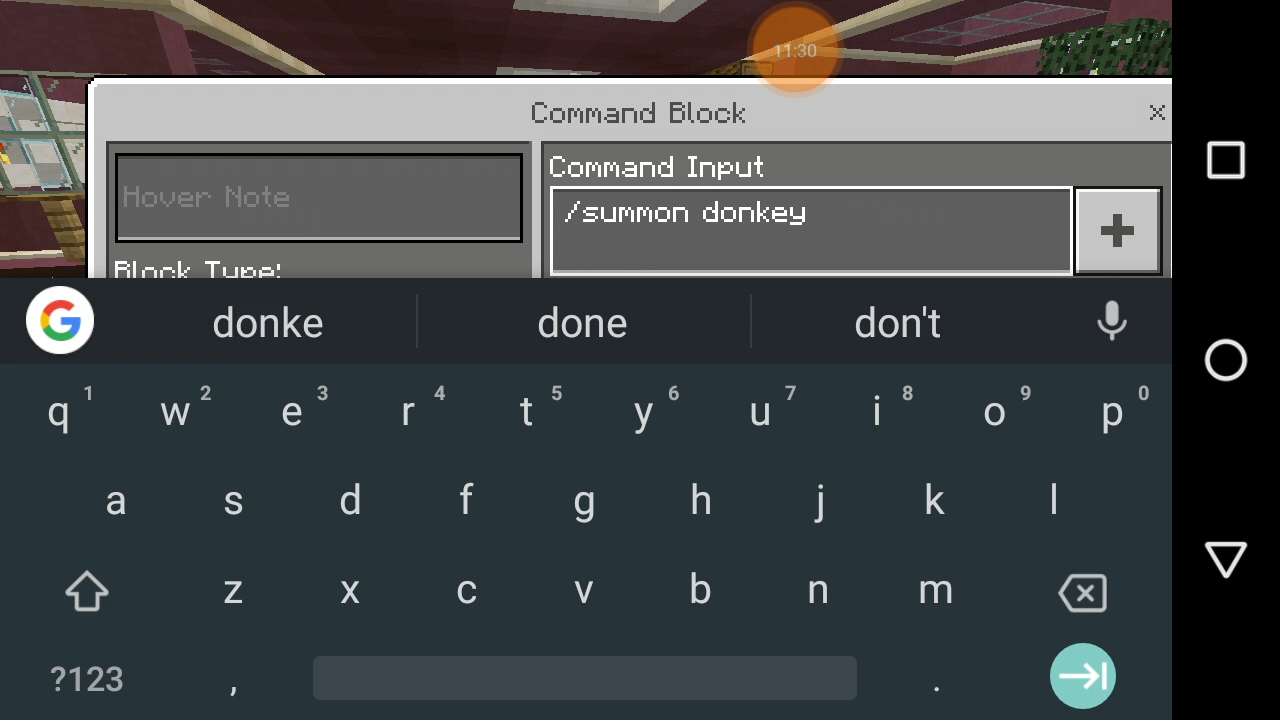 11:30
Command Block
Hover Note
Command Input
/summon donkey
Block Type:
donke done don't
q 1 w 2 e 3 r 4 t 5 y 6 u 7 i 8 o 9 p 0
a s d f g h j k l
z x c v b n m
?123 , .